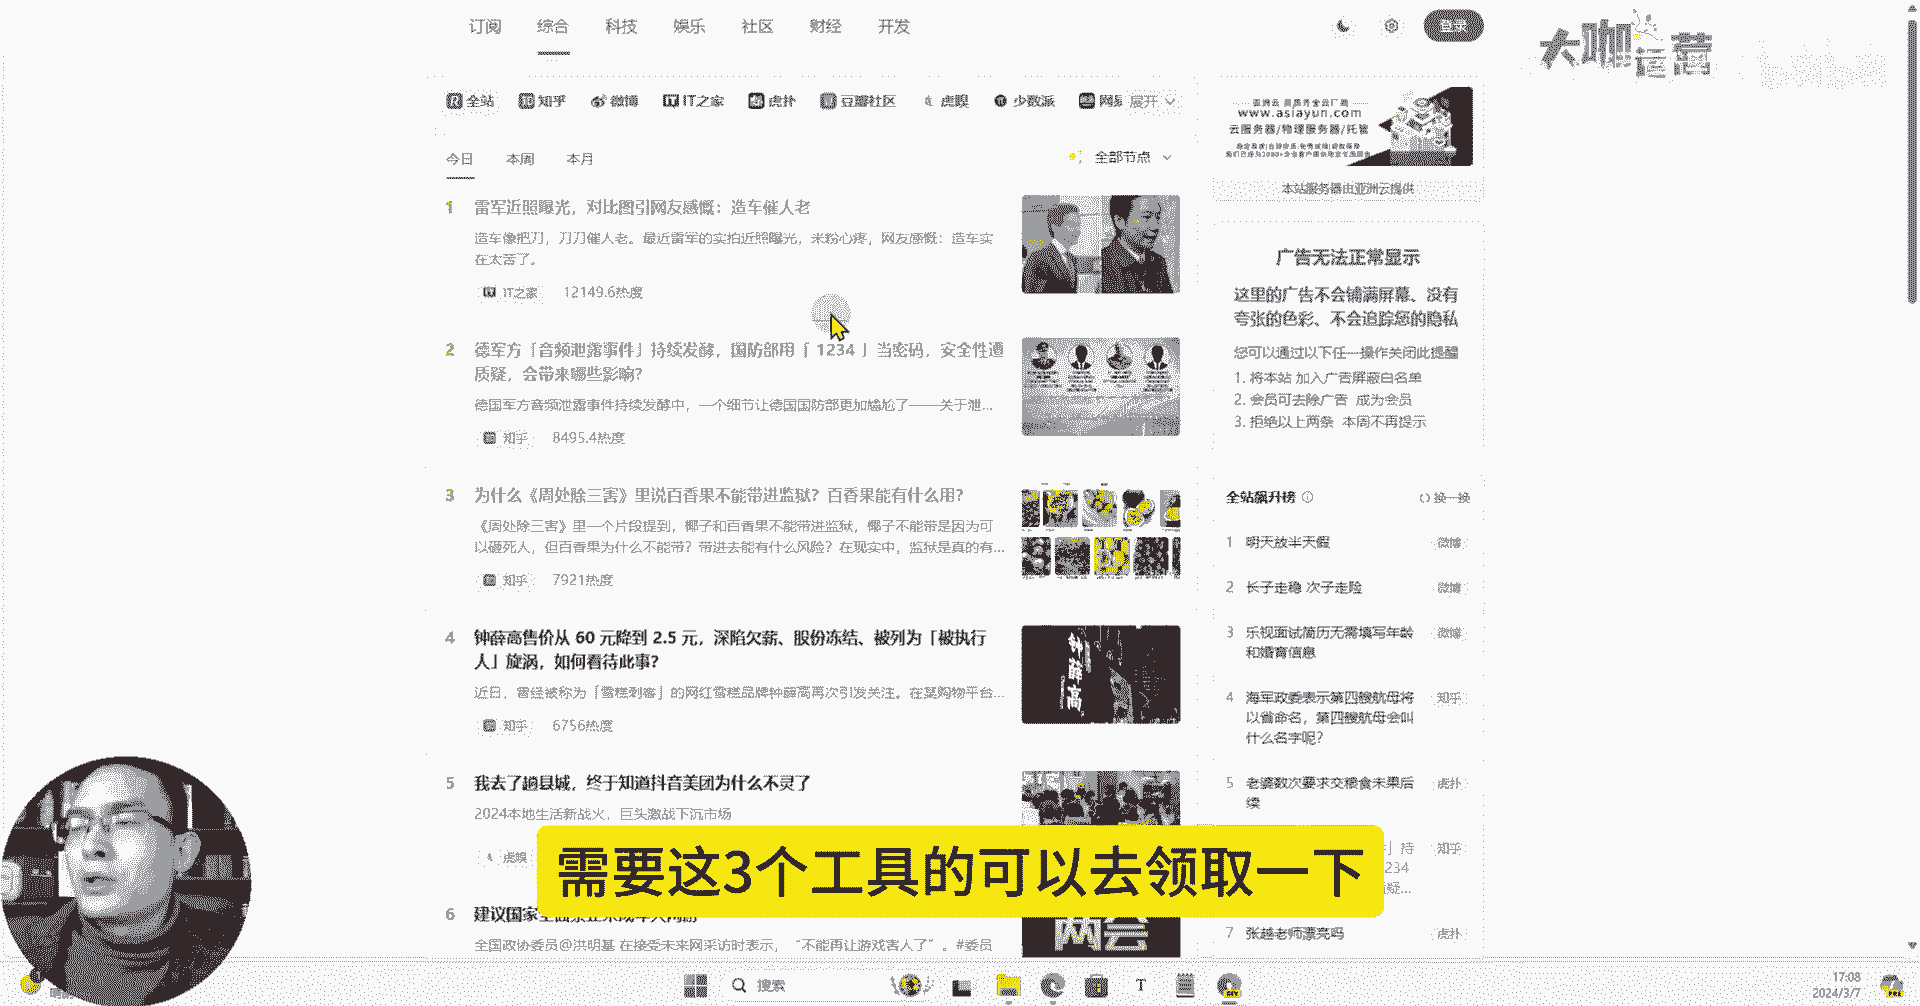 订阅 综合 科技 娱乐 社区 财经 开发
登录
大咖运营
全站 知乎 微博 IT之家 虎扑 豆瓣社区 虎嗅 少数派 网易 展开
今日 本周 本月
全部节点
1 雷军近照曝光，对比图引网友感慨：造车催人老
造车像把刀，刀刀催人老。最近雷军的实拍近照曝光，米粉心疼，网友感慨：造车实
在太苦了。
IT之家 12149.6热度
2 德军方「音频泄露事件」持续发酵，国防部用「 1234 」当密码，安全性遭
质疑，会带来哪些影响？
德国军方音频泄露事件持续发酵中，一个细节让德国国防部更加尴尬了——关于泄...
知乎 8495.4热度
3 为什么《周处除三害》里说百香果不能带进监狱？百香果能有什么用？
《周处除三害》里一个片段提到，椰子和百香果不能带进监狱，椰子不能带是因为可
以砸死人，但百香果为什么不能带？带进去能有什么风险？在现实中，监狱是真的有...
知乎 7921热度
4 钟薛高售价从 60 元降到 2.5 元，深陷欠薪、股份冻结、被列为「被执行
人」旋涡，如何看待此事？
近日，曾经被称为「雪糕刺客」的网红雪糕品牌钟薛高再次引发关注。在某购物平台...
知乎 6756热度
钟薛高
5 我去了趟县城，终于知道抖音美团为什么不灵了
2024本地生活新战火，巨头激战下沉市场
虎嗅
需要这3个工具的可以去领取一下
6 建议国家
全国政协委员@洪明基 在接受未来网采访时表示，“不能再让游戏害人了”。#委员
两会
www.asiayun.com
云服务器/物理服务器/托管
本站服务器由亚洲云提供
广告无法正常显示
这里的广告不会铺满屏幕、没有
夸张的色彩、不会追踪您的隐私
您可以通过以下任一操作关闭此提醒
1. 将本站 加入广告屏蔽白名单
2. 会员可去除广告 成为会员
3. 拒绝以上两条 本周不再提示
全站飙升榜 换一换
1 明天放半天假 微博
2 长子走稳 次子走险 微博
3 乐视面试简历无需填写年龄 微博
和婚育信息
4 海军政委表示第四艘航母将 知乎
以省命名，第四艘航母会叫
什么名字呢？
5 老婆数次要求交粮食未果后 虎扑
续
」持 知乎
234
疑...
7 张越老师漂亮吗 虎扑
搜索
17:08
2024/3/7